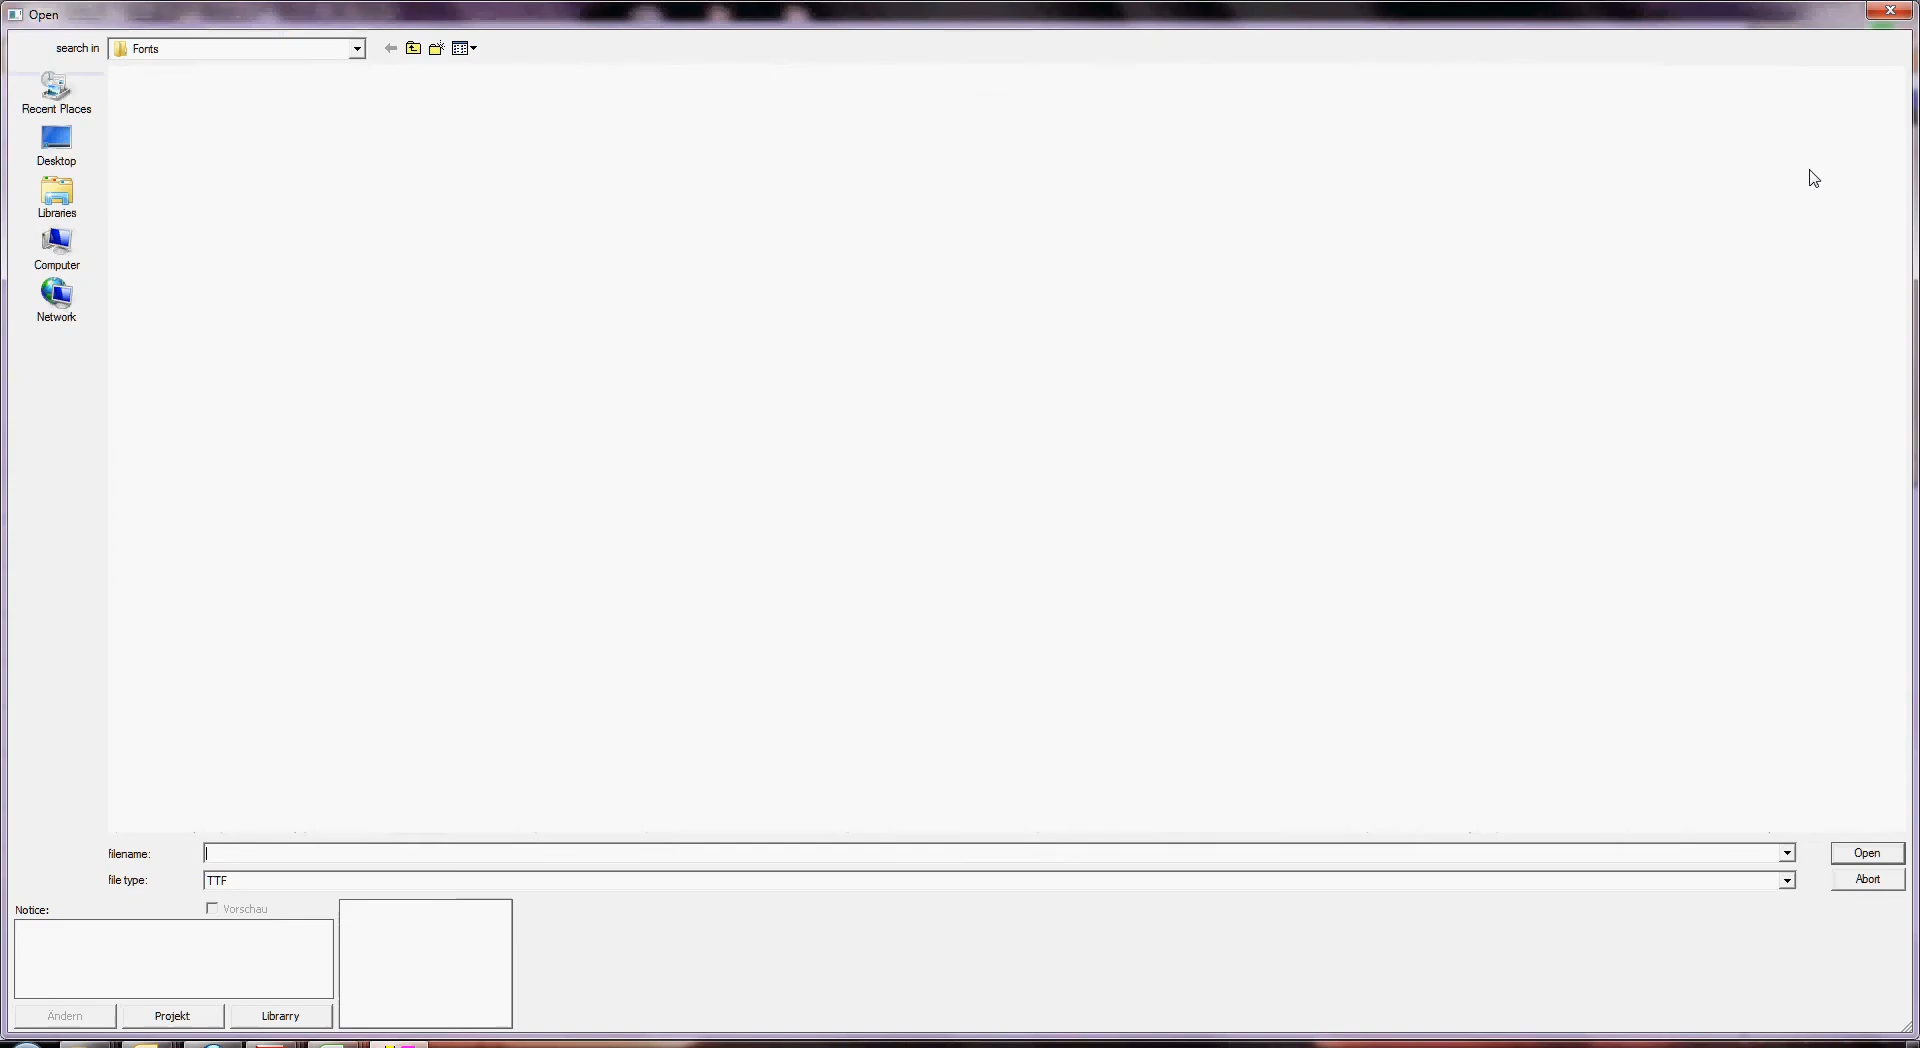 Open
search in
Fonts
Recent Places
Desktop
Libraries
Computer
Network
filename:
Open
file type:
TTF
Abort
Notice:
Vorschau
Ändern
Projekt
Librarry